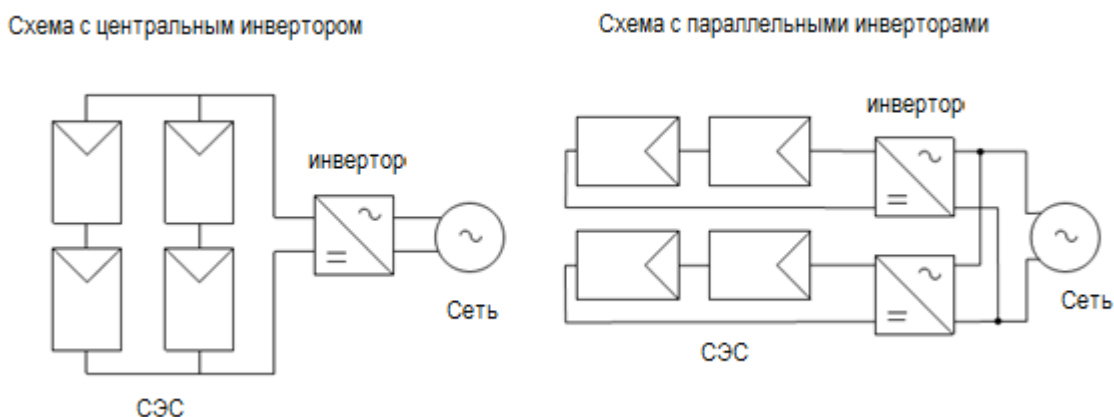 Схема с центральным инвертором
инвертор
Сеть
СЭС
Схема с параллельными инверторами
инвертор
Сеть
СЭС